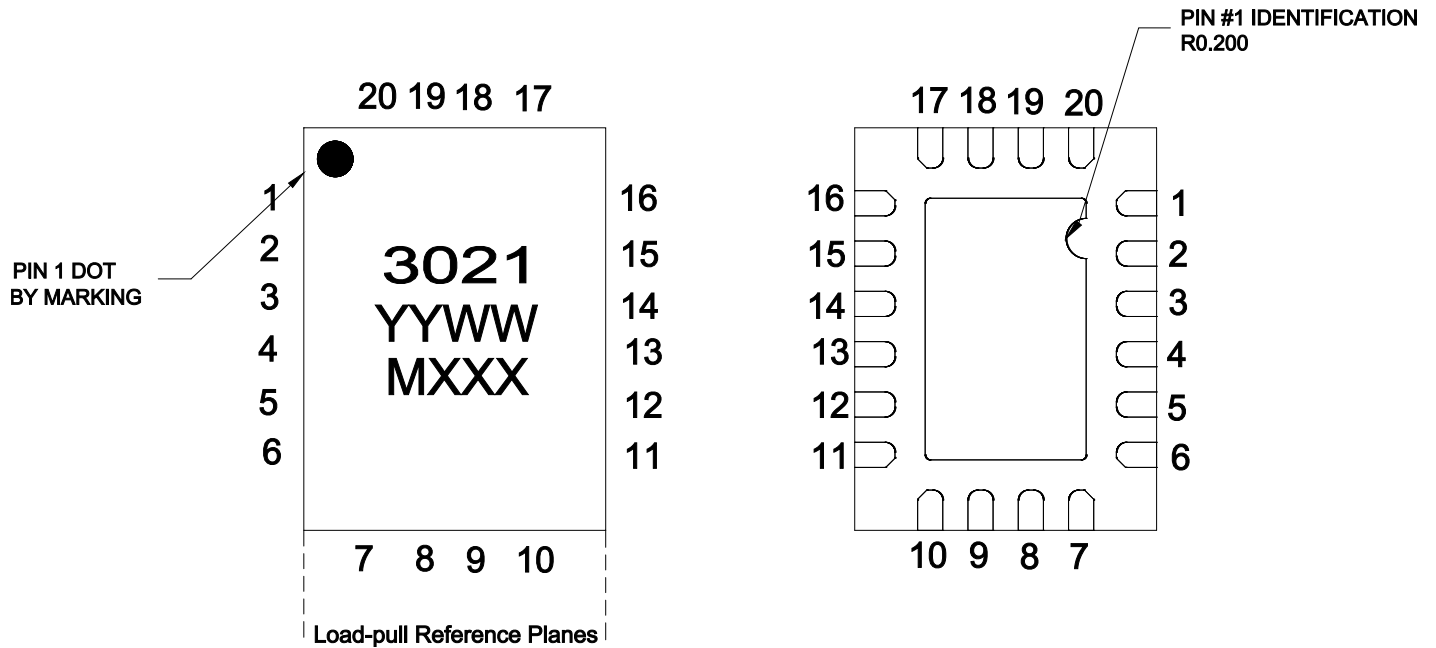 PIN #1 IDENTIFICATION
R0.200
20 19 18 17
17 18 19 20
1
2
3
4
5
6
16
15
14
13
12
11
PIN 1 DOT
BY MARKING
3021
YYWW
MXXX
7 8 9 10
Load-pull Reference Planes
16
15
14
13
12
11
1
2
3
4
5
6
10 9 8 7